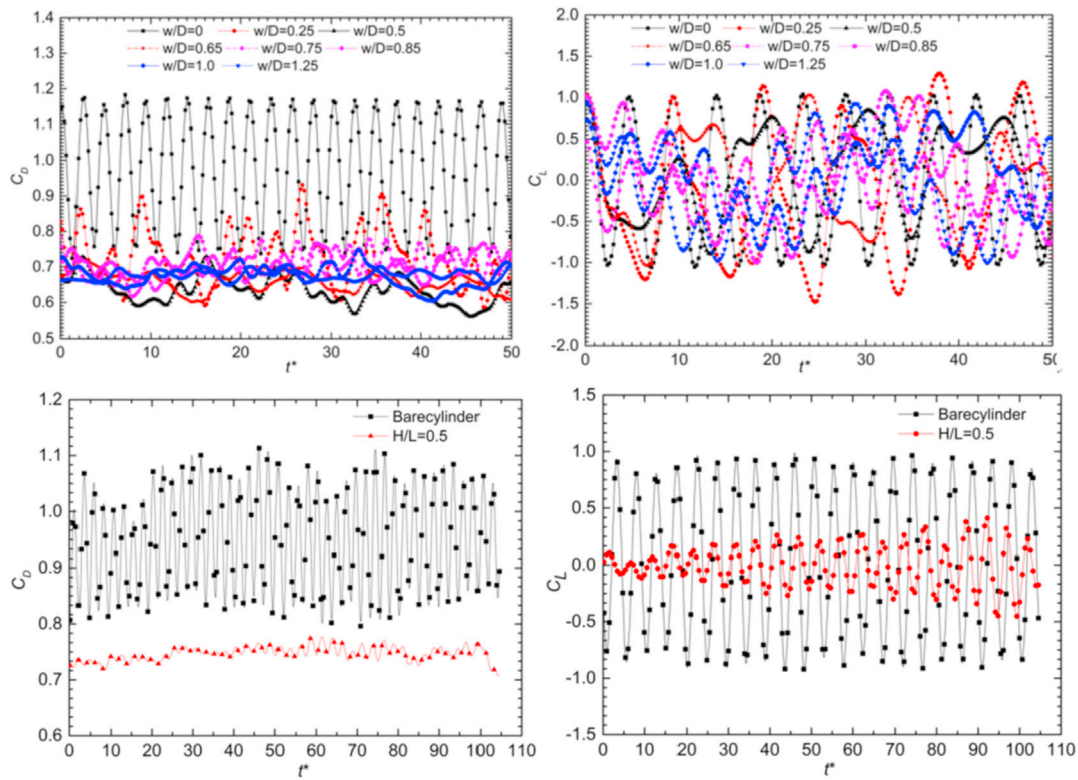 1.4
1.3
1.2
1.1
1.0
0.9
0.8
0.7
0.6
0.5
C_D
w/D=0 w/D=0.25 w/D=0.5
w/D=0.65 w/D=0.75 w/D=0.85
w/D=1.0 w/D=1.25
0 10 20 30 40 50
t*
2.0
1.5
1.0
0.5
0.0
-0.5
-1.0
-1.5
-2.0
C_L
w/D=0 w/D=0.25 w/D=0.5
w/D=0.65 w/D=0.75 w/D=0.85
w/D=1.0 w/D=1.25
0 10 20 30 40 50
t*
1.2
1.1
1.0
0.9
0.8
0.7
0.6
C_D
Barecylinder
H/L=0.5
0 10 20 30 40 50 60 70 80 90 100 110
t*
1.5
1.0
0.5
0.0
-0.5
-1.0
-1.5
C_L
Barecylinder
H/L=0.5
0 10 20 30 40 50 60 70 80 90 100 110
t*